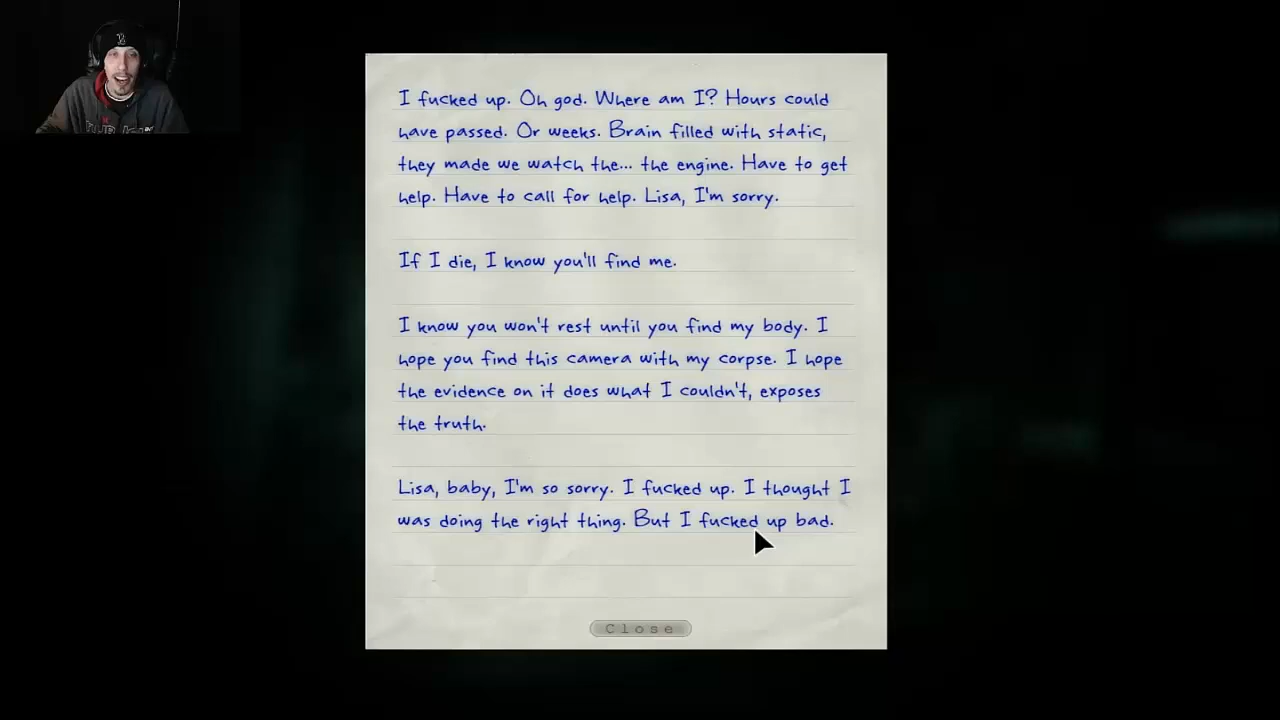 I fucked up. Oh god. Where am I? Hours could
have passed. Or weeks. Brain filled with static,
they made we watch the... the engine. Have to get
help. Have to call for help. Lisa, I'm sorry.
If I die, I know you'll find me.
I know you won't rest until you find my body. I
hope you find this camera with my corpse. I hope
the evidence on it does what I couldn't, exposes
the truth.
Lisa, baby, I'm so sorry. I fucked up. I thought I
was doing the right thing. But I fucked up bad.
Close